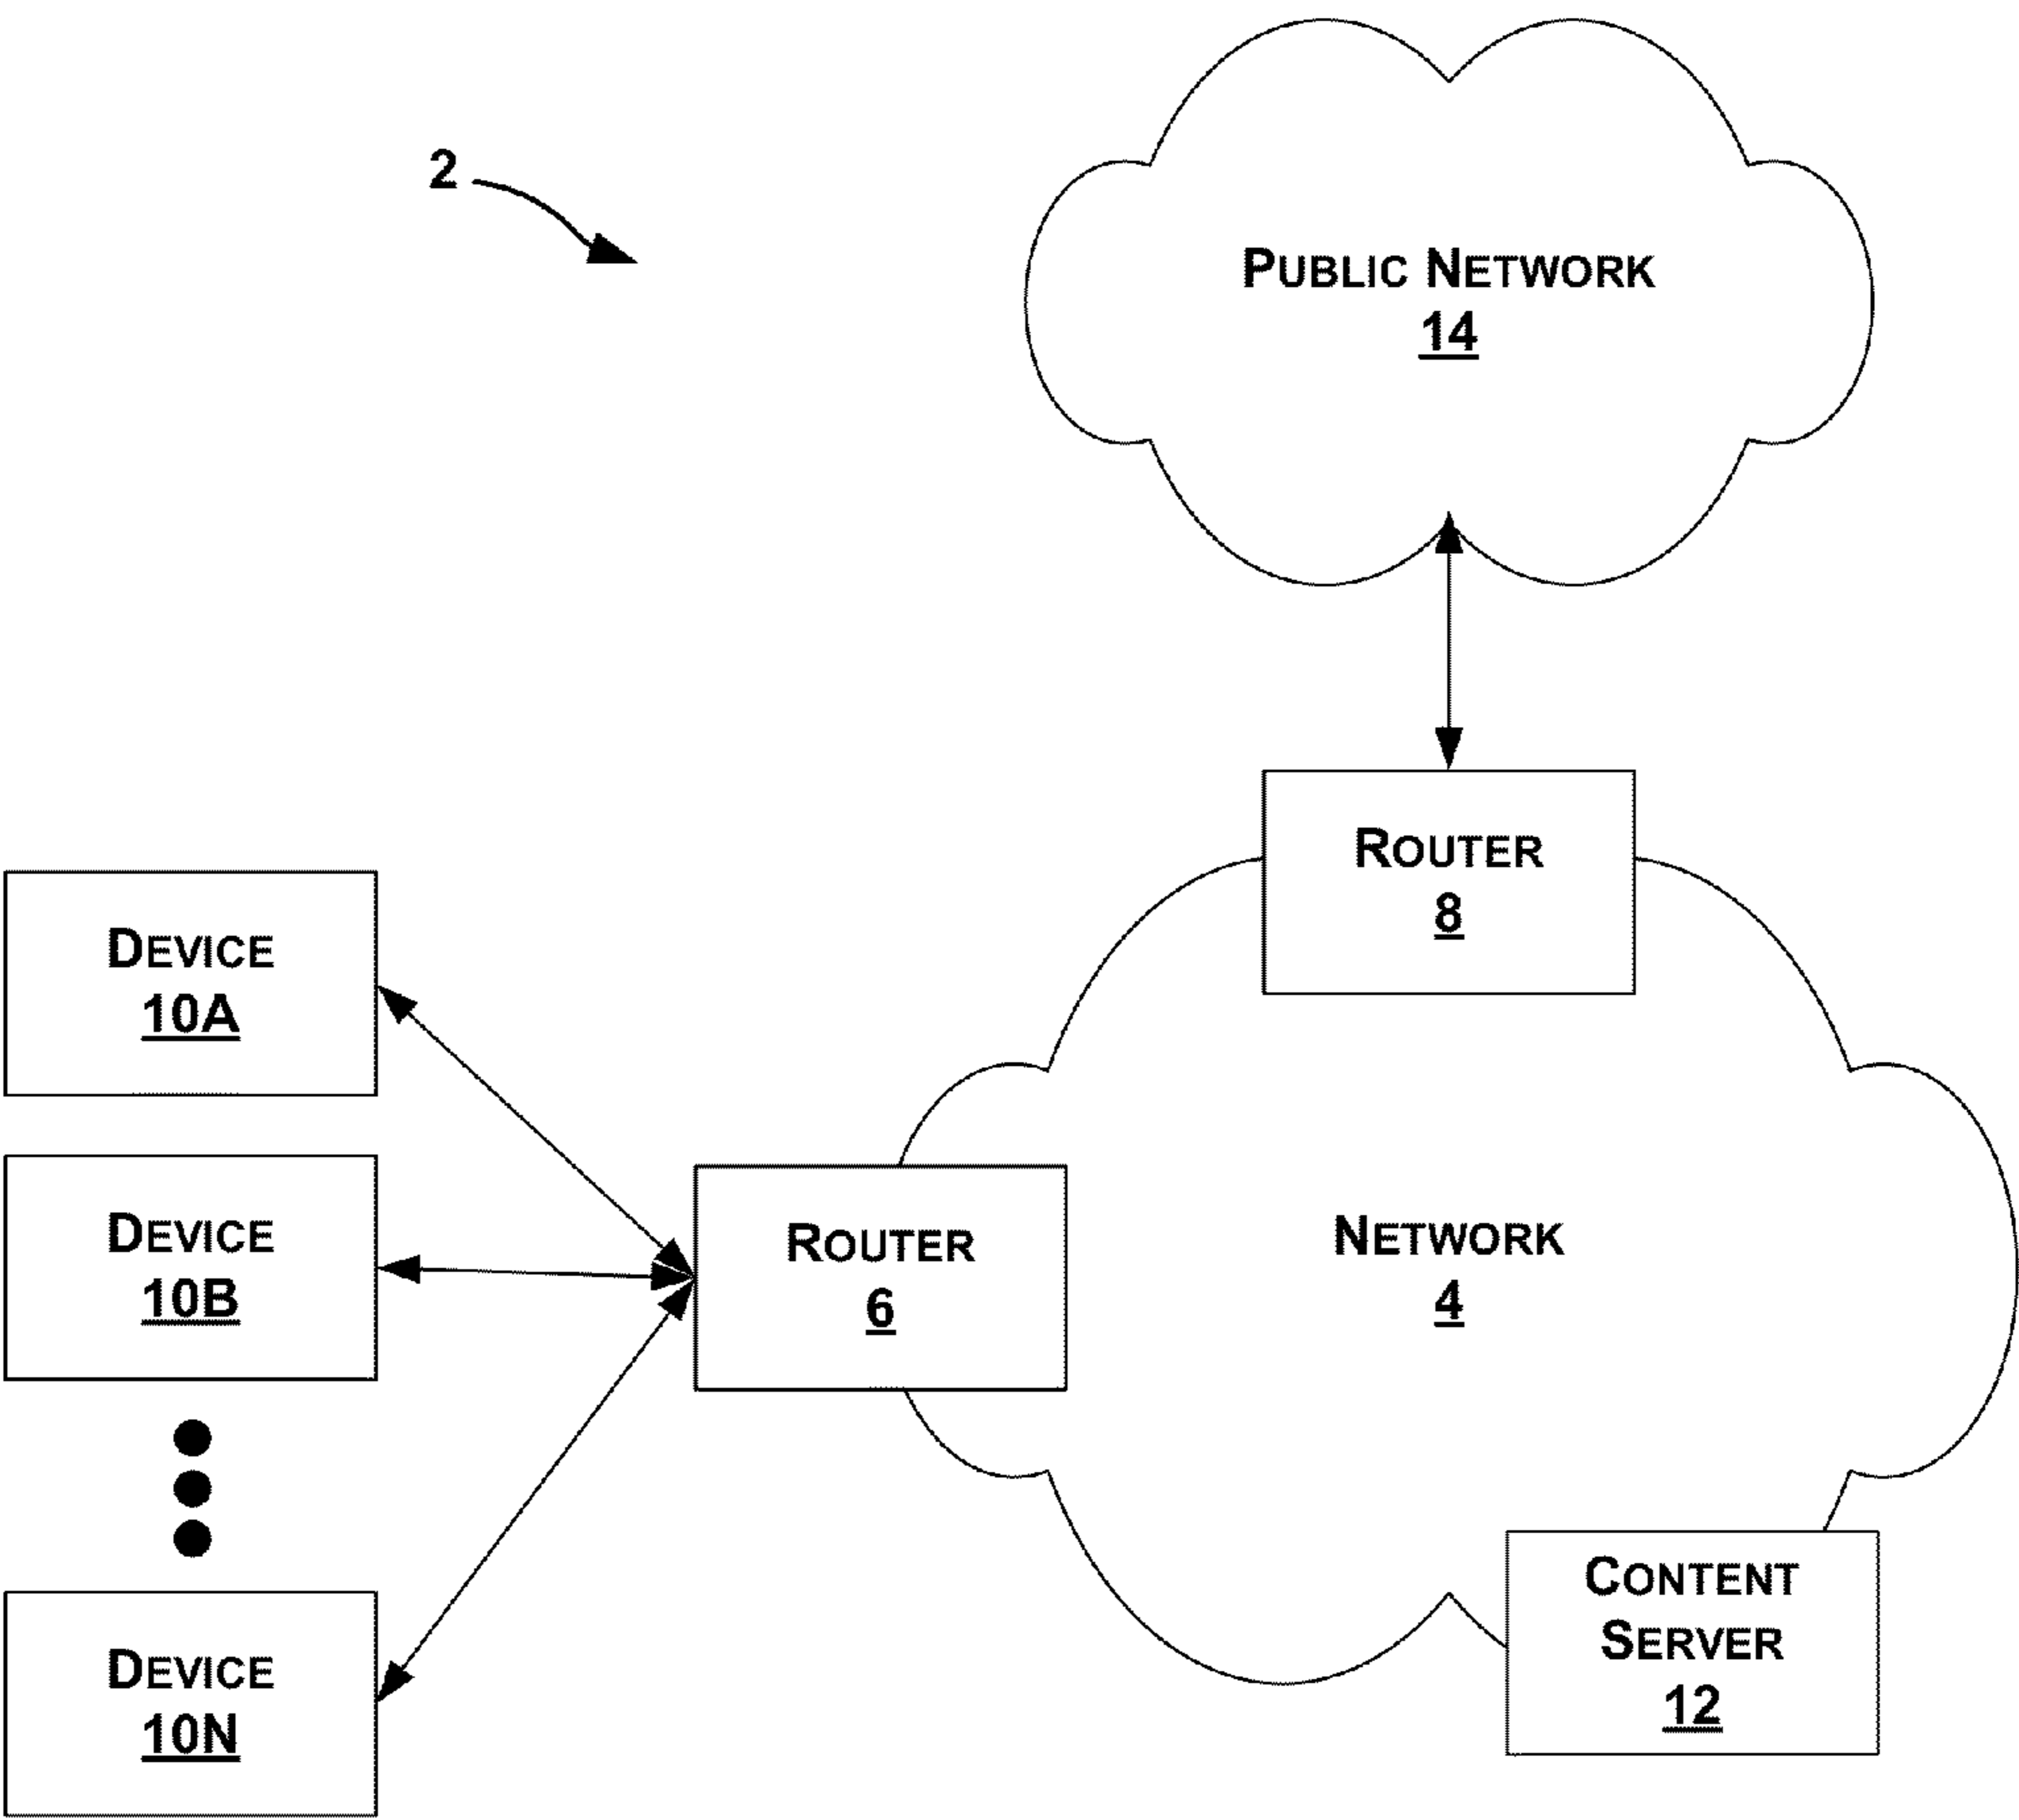 2
PUBLIC NETWORK
14
ROUTER
8
DEVICE
10A
DEVICE
10B
ROUTER
6
NETWORK
4
DEVICE
10N
CONTENT
SERVER
12